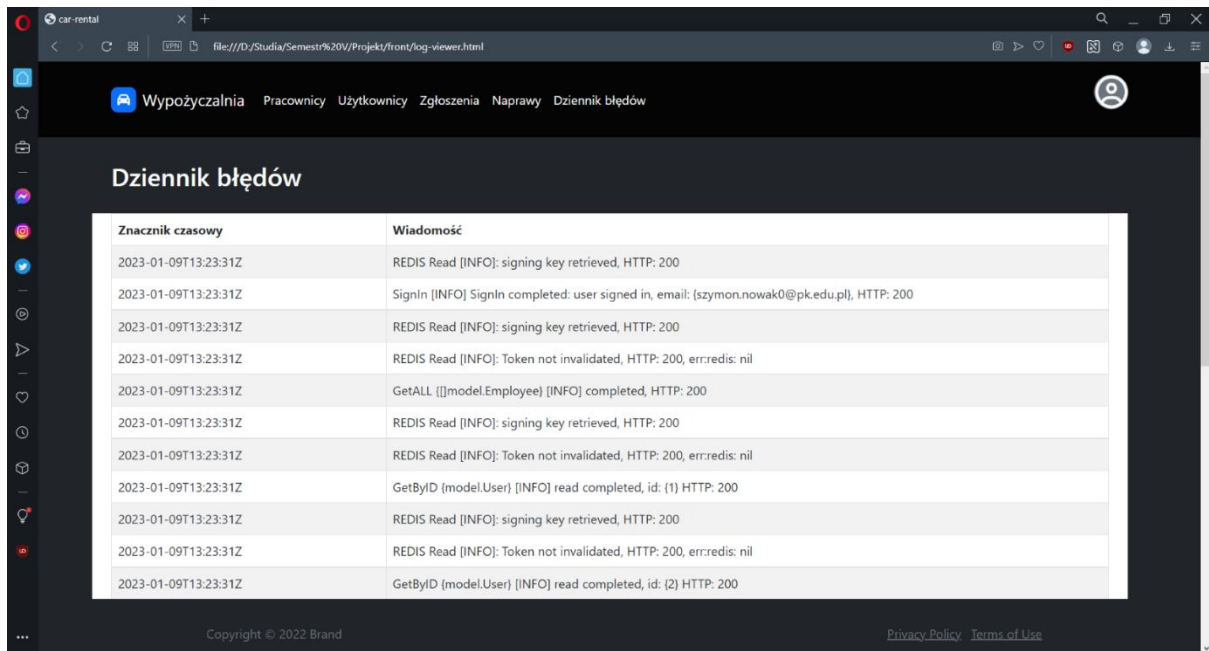 car-rental
VPN file:///D:/Studia/Semestr%20V/Projekt/front/log-viewer.html
Wypożyczalnia Pracownicy Użytkownicy Zgłoszenia Naprawy Dziennik błędów
Dziennik błędów
Znacznik czasowy Wiadomość
2023-01-09T13:23:31Z REDIS Read [INFO]: signing key retrieved, HTTP: 200
2023-01-09T13:23:31Z SignIn [INFO] SignIn completed: user signed in, email: {szymon.nowak0@pk.edu.pl}, HTTP: 200
2023-01-09T13:23:31Z REDIS Read [INFO]: signing key retrieved, HTTP: 200
2023-01-09T13:23:31Z REDIS Read [INFO]: Token not invalidated, HTTP: 200, err:redis: nil
2023-01-09T13:23:31Z GetALL {[]model.Employee} [INFO] completed, HTTP: 200
2023-01-09T13:23:31Z REDIS Read [INFO]: signing key retrieved, HTTP: 200
2023-01-09T13:23:31Z REDIS Read [INFO]: Token not invalidated, HTTP: 200, err:redis: nil
2023-01-09T13:23:31Z GetByID {model.User} [INFO] read completed, id: {1} HTTP: 200
2023-01-09T13:23:31Z REDIS Read [INFO]: signing key retrieved, HTTP: 200
2023-01-09T13:23:31Z REDIS Read [INFO]: Token not invalidated, HTTP: 200, err:redis: nil
2023-01-09T13:23:31Z GetByID {model.User} [INFO] read completed, id: {2} HTTP: 200
Copyright © 2022 Brand Privacy Policy Terms of Use